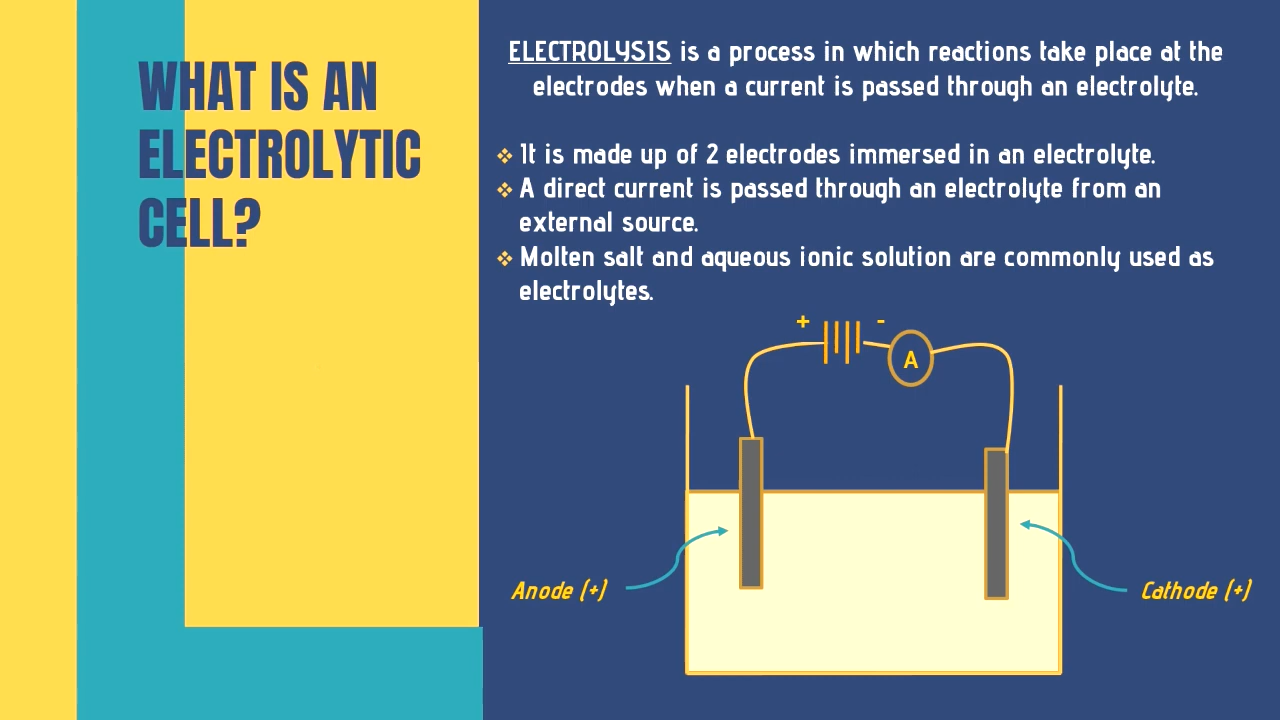 WHAT IS AN
ELECTROLYTIC
CELL?
ELECTROLYSIS is a process in which reactions take place at the
electrodes when a current is passed through an electrolyte.
❖ It is made up of 2 electrodes immersed in an electrolyte.
❖ A direct current is passed through an electrolyte from an
external source.
❖ Molten salt and aqueous ionic solution are commonly used as
electrolytes.
+ -
A
Anode (+)
Cathode (+)